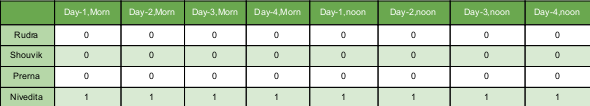 Day-1,Morn Day-2,Morn Day-3,Morn Day-4,Morn Day-1,noon Day-2,noon Day-3,noon Day-4,noon
Rudra 0 0 0 0 0 0 0 0
Shouvik 0 0 0 0 0 0 0 0
Prerna 0 0 0 0 0 0 0 0
Nivedita 1 1 1 1 1 1 1 1